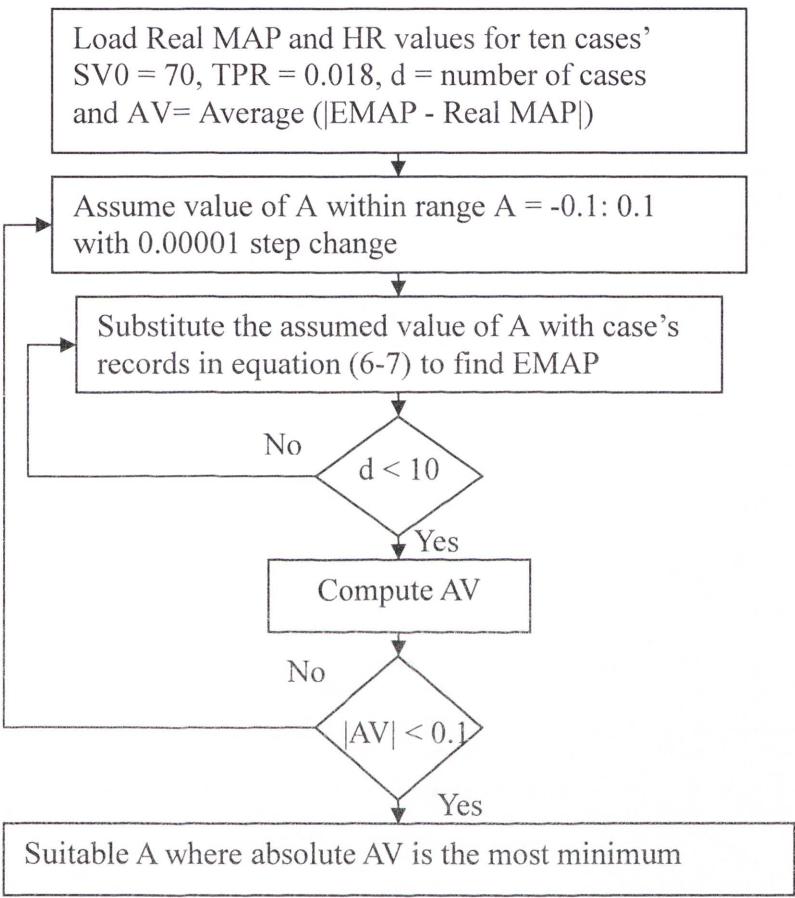 Load Real MAP and HR values for ten cases’
SV0 = 70, TPR = 0.018, d = number of cases
and AV= Average (|EMAP - Real MAP|)
Assume value of A within range A = -0.1: 0.1
with 0.00001 step change
Substitute the assumed value of A with case’s
records in equation (6-7) to find EMAP
No
d < 10
Yes
Compute AV
No
|AV| < 0.1
Yes
Suitable A where absolute AV is the most minimum